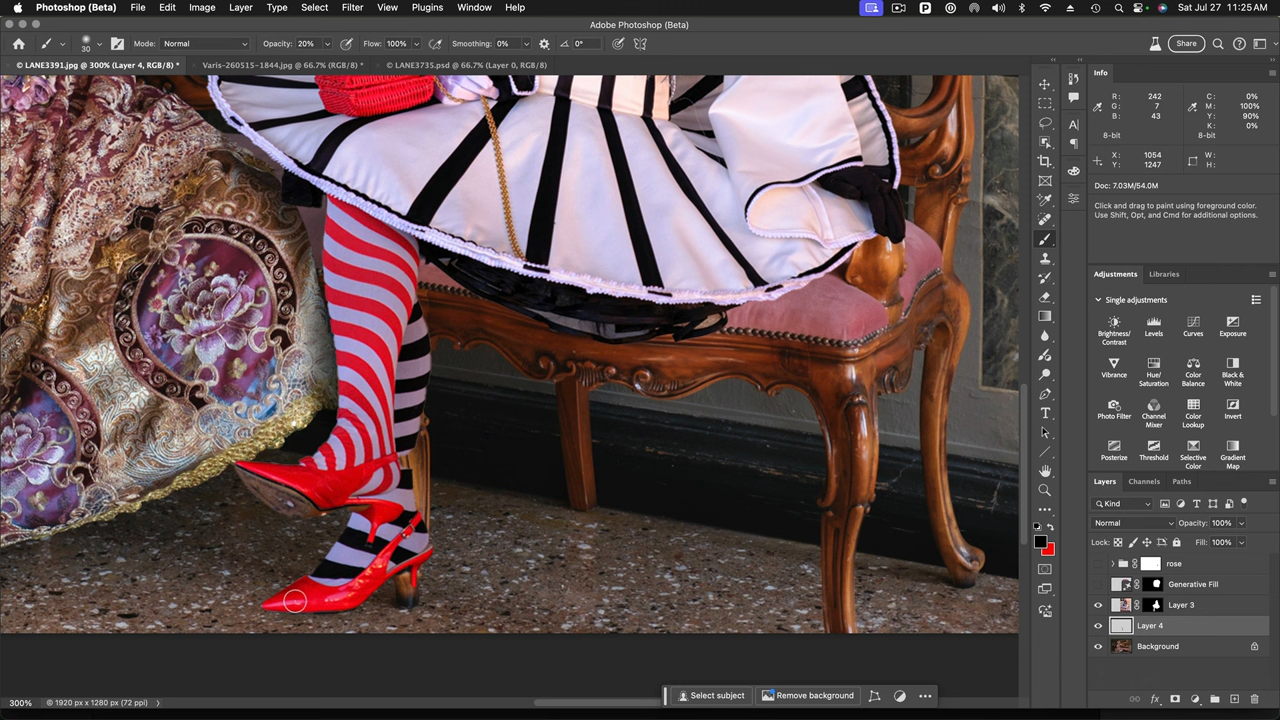 Photoshop (Beta) File Edit Image Layer Type Select Filter View Plugins Window Help Sat Jul 27 11:25 AM
Adobe Photoshop (Beta)
30 Mode: Normal Opacity: 20% Flow: 100% Smoothing: 0% 0° Share
© LANE3391.jpg @ 300% (Layer 4, RGB/8) * Varis-260515-1844.jpg @ 66.7% (RGB/8) * © LANE3735.psd @ 66.7% (Layer 0, RGB/8)
Info
R: 242 C: 0%
G: 7 M: 100%
B: 43 Y: 90%
K: 0%
8-bit 8-bit
X: 1054 W:
Y: 1247 H:
Doc: 7.03M/54.0M
Click and drag to paint using foreground color.
Use Shift, Opt, and Cmd for additional options.
Adjustments Libraries
Single adjustments
Brightness/
Contrast
Levels
Curves
Exposure
Vibrance
Hue/
Saturation
Color
Balance
Black &
White
Photo Filter
Channel
Mixer
Color
Lookup
Invert
Posterize
Threshold
Selective
Color
Gradient
Map
Layers Channels Paths
Kind
Normal Opacity: 100%
Lock: Fill: 100%
rose
Generative Fill
Layer 3
Layer 4
Background
Select subject Remove background
300% © 1920 px x 1280 px (72 ppi)